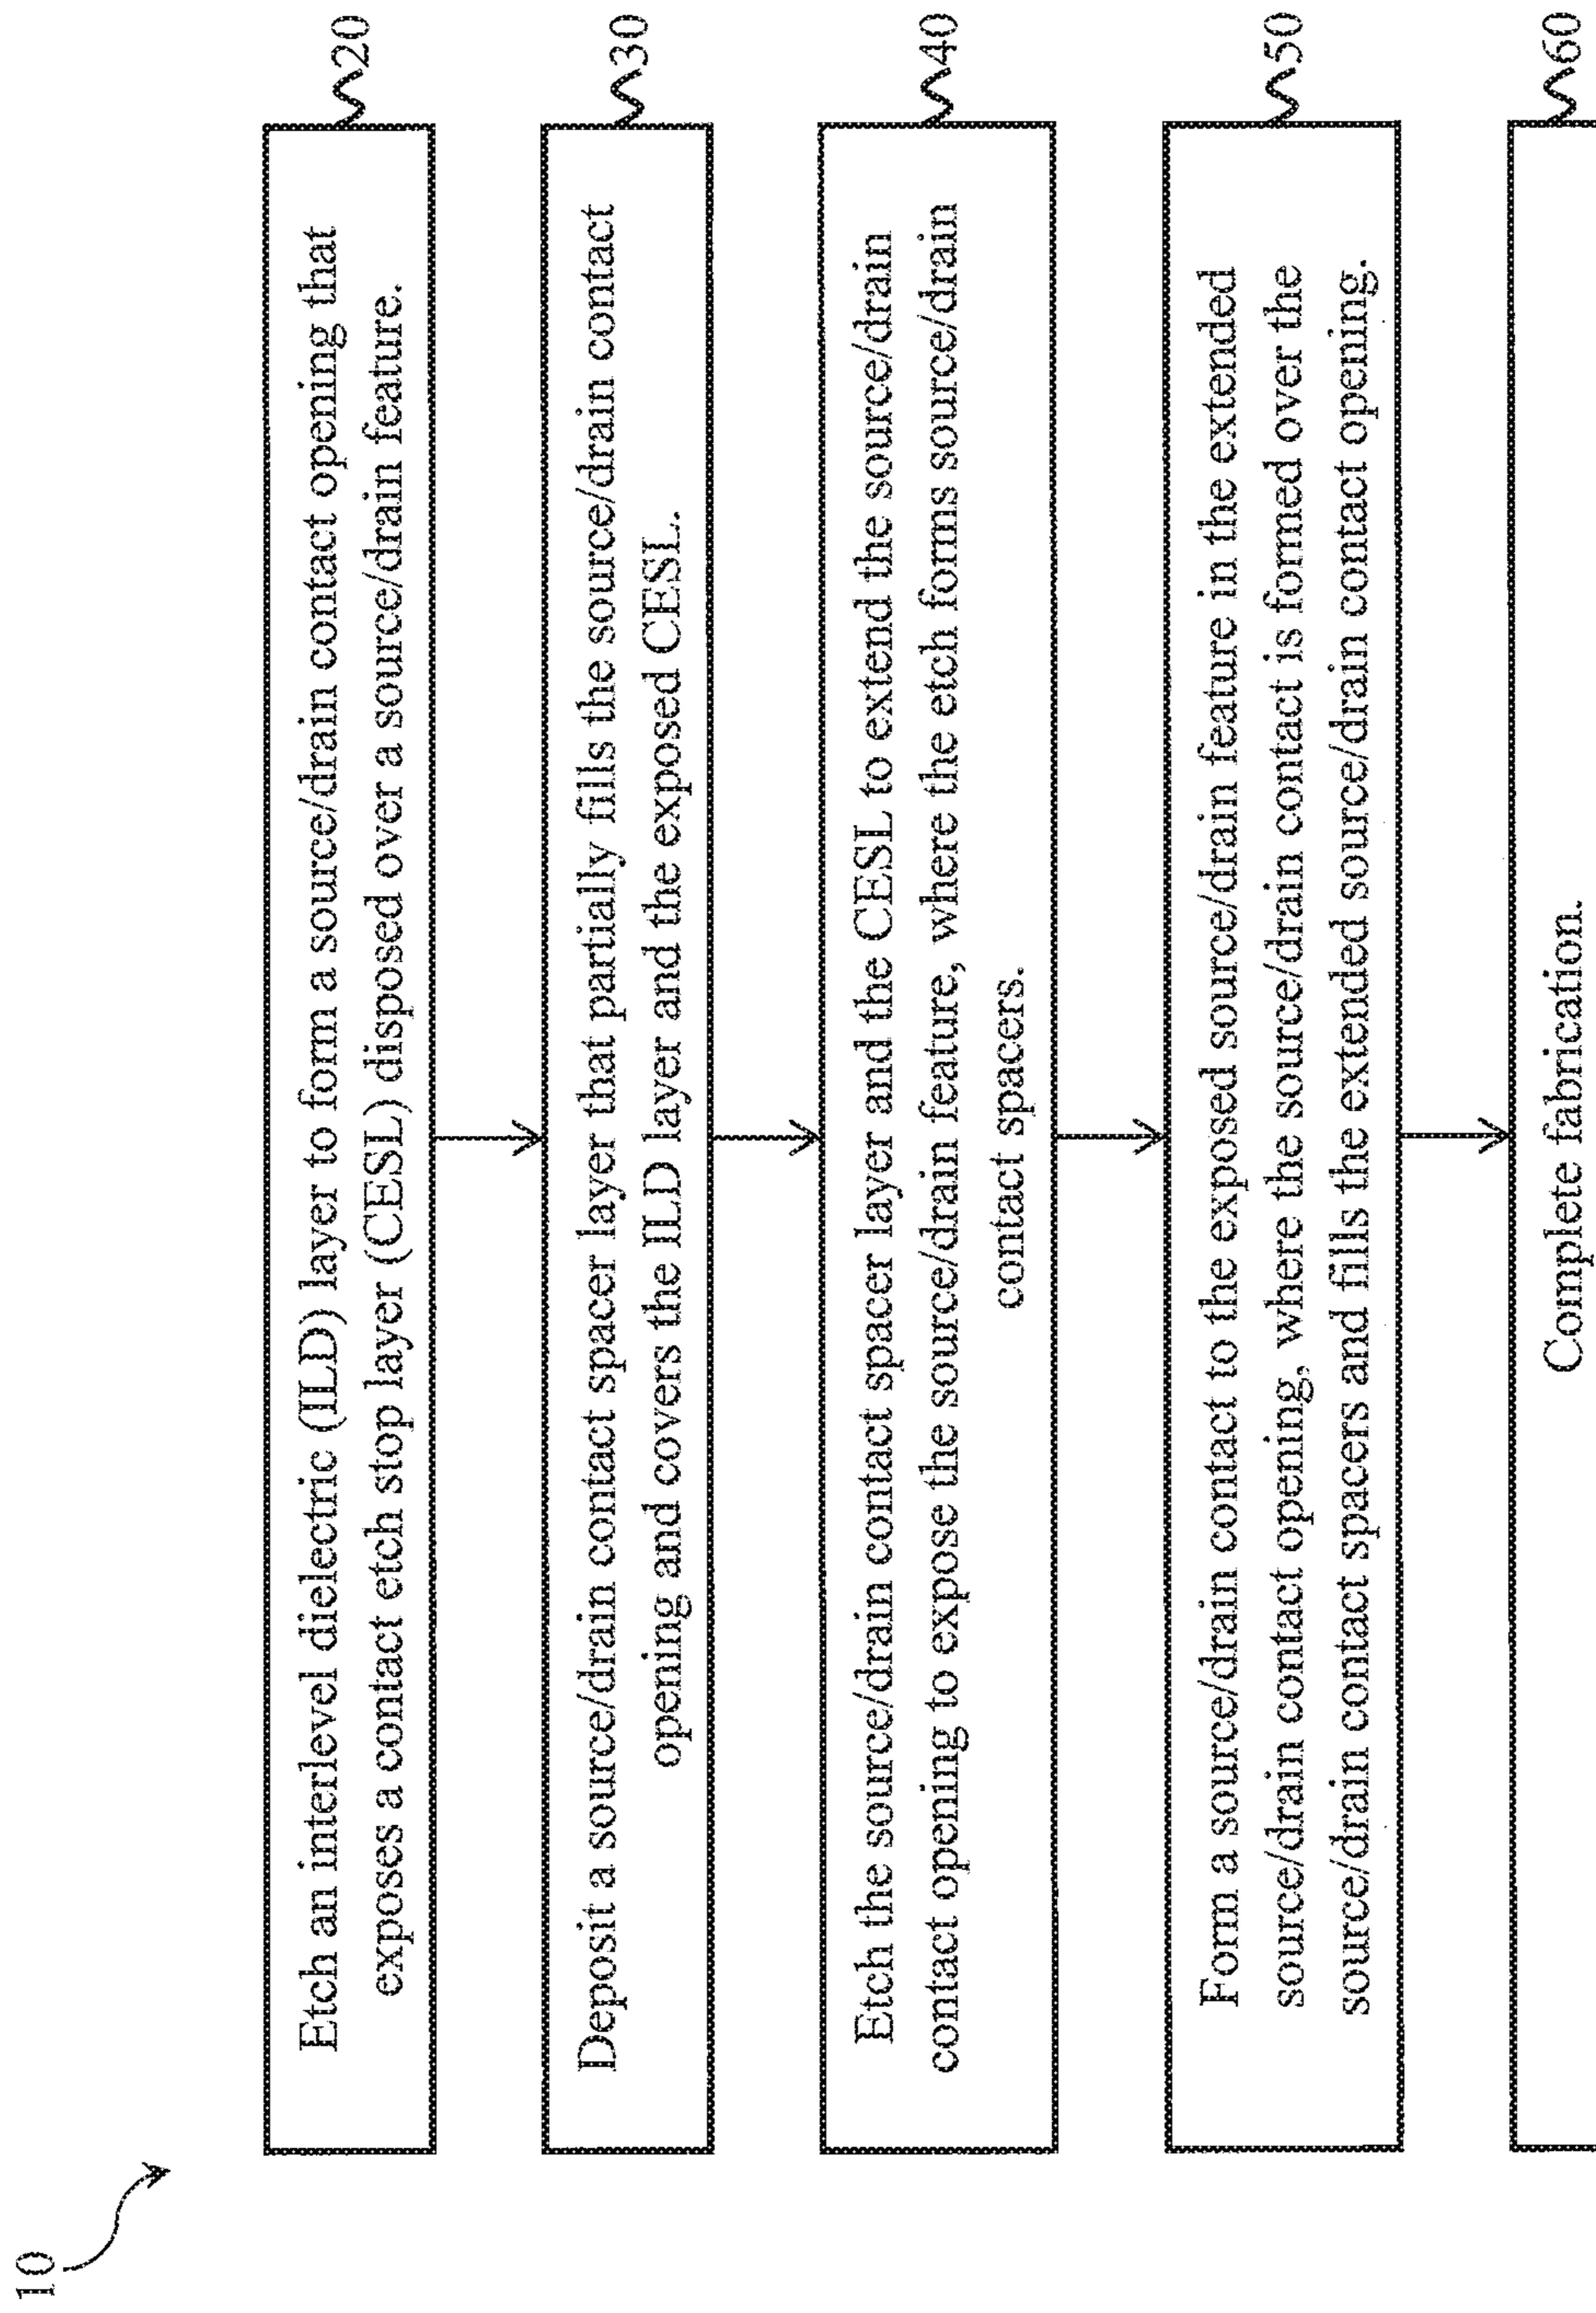 10
Etch an interlevel dielectric (ILD) layer to form a source/drain contact opening that
exposes a contact etch stop layer (CESL) disposed over a source/drain feature.
20
Deposit a source/drain contact spacer layer that partially fills the source/drain contact
opening and covers the ILD layer and the exposed CESL.
30
Etch the source/drain contact spacer layer and the CESL to extend the source/drain
contact opening to expose the source/drain feature, where the etch forms source/drain
contact spacers.
40
Form a source/drain contact to the exposed source/drain feature in the extended
source/drain contact opening, where the source/drain contact is formed over the
source/drain contact spacers and fills the extended source/drain contact opening.
50
Complete fabrication.
60